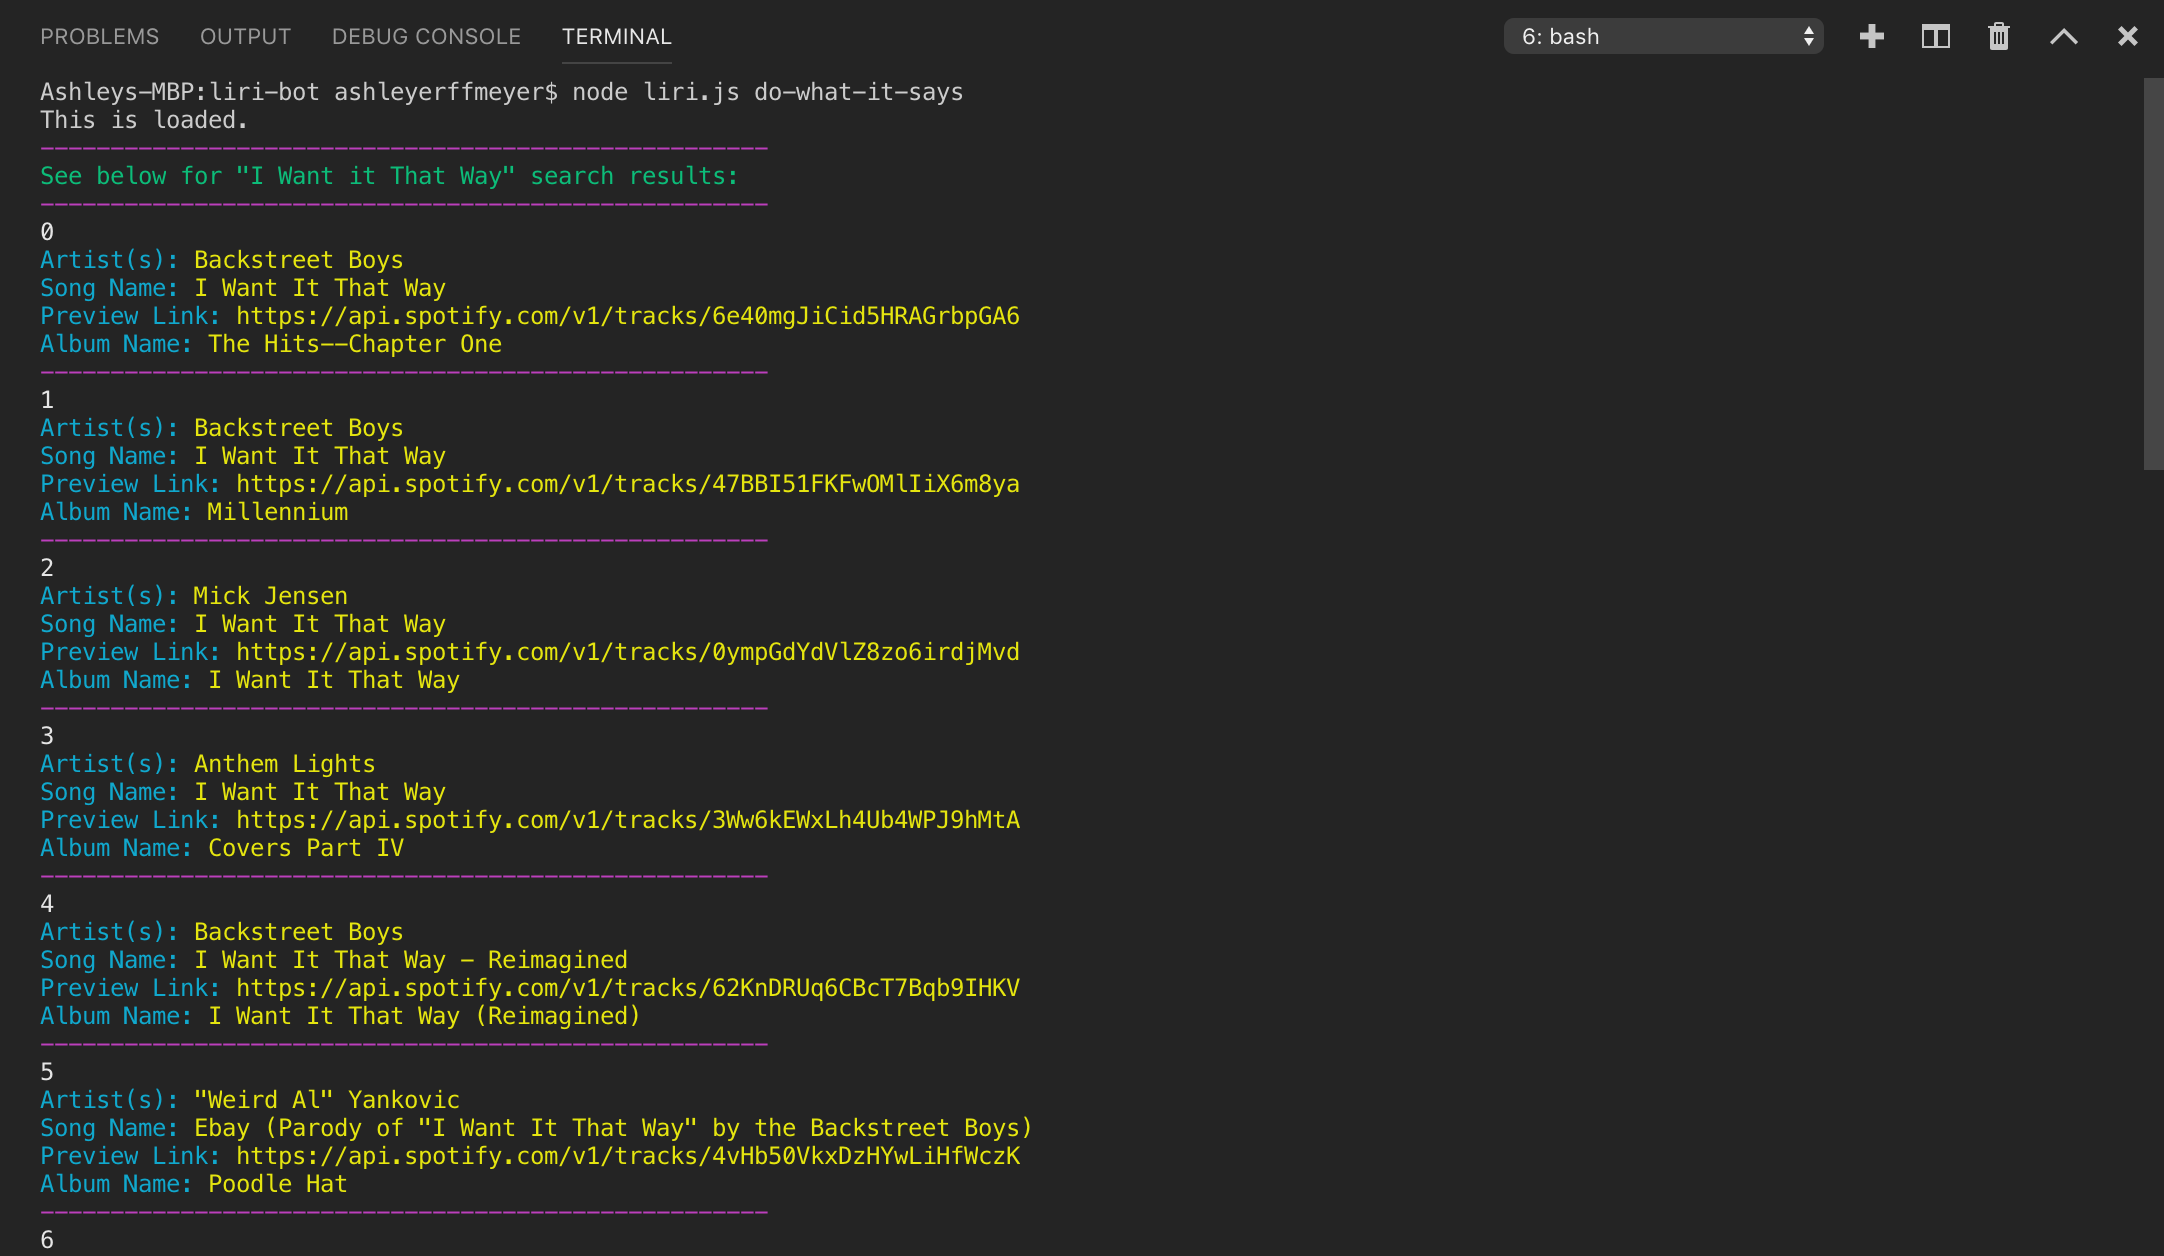 PROBLEMS OUTPUT DEBUG CONSOLE TERMINAL 6: bash
Ashleys-MBP:liri-bot ashleyerffmeyer$ node liri.js do-what-it-says
This is loaded.
----------------------------------------------------
See below for "I Want it That Way" search results:
----------------------------------------------------
0
Artist(s): Backstreet Boys
Song Name: I Want It That Way
Preview Link: https://api.spotify.com/v1/tracks/6e40mgJiCid5HRAGrbpGA6
Album Name: The Hits--Chapter One
----------------------------------------------------
1
Artist(s): Backstreet Boys
Song Name: I Want It That Way
Preview Link: https://api.spotify.com/v1/tracks/47BBI51FKFwOMlIiX6m8ya
Album Name: Millennium
----------------------------------------------------
2
Artist(s): Mick Jensen
Song Name: I Want It That Way
Preview Link: https://api.spotify.com/v1/tracks/0ympGdYdVlZ8zo6irdjMvd
Album Name: I Want It That Way
----------------------------------------------------
3
Artist(s): Anthem Lights
Song Name: I Want It That Way
Preview Link: https://api.spotify.com/v1/tracks/3Ww6kEWxLh4Ub4WPJ9hMtA
Album Name: Covers Part IV
----------------------------------------------------
4
Artist(s): Backstreet Boys
Song Name: I Want It That Way - Reimagined
Preview Link: https://api.spotify.com/v1/tracks/62KnDRUq6CBcT7Bqb9IHKV
Album Name: I Want It That Way (Reimagined)
----------------------------------------------------
5
Artist(s): "Weird Al" Yankovic
Song Name: Ebay (Parody of "I Want It That Way" by the Backstreet Boys)
Preview Link: https://api.spotify.com/v1/tracks/4vHb50VkxDzHYwLiHfWczK
Album Name: Poodle Hat
----------------------------------------------------
6